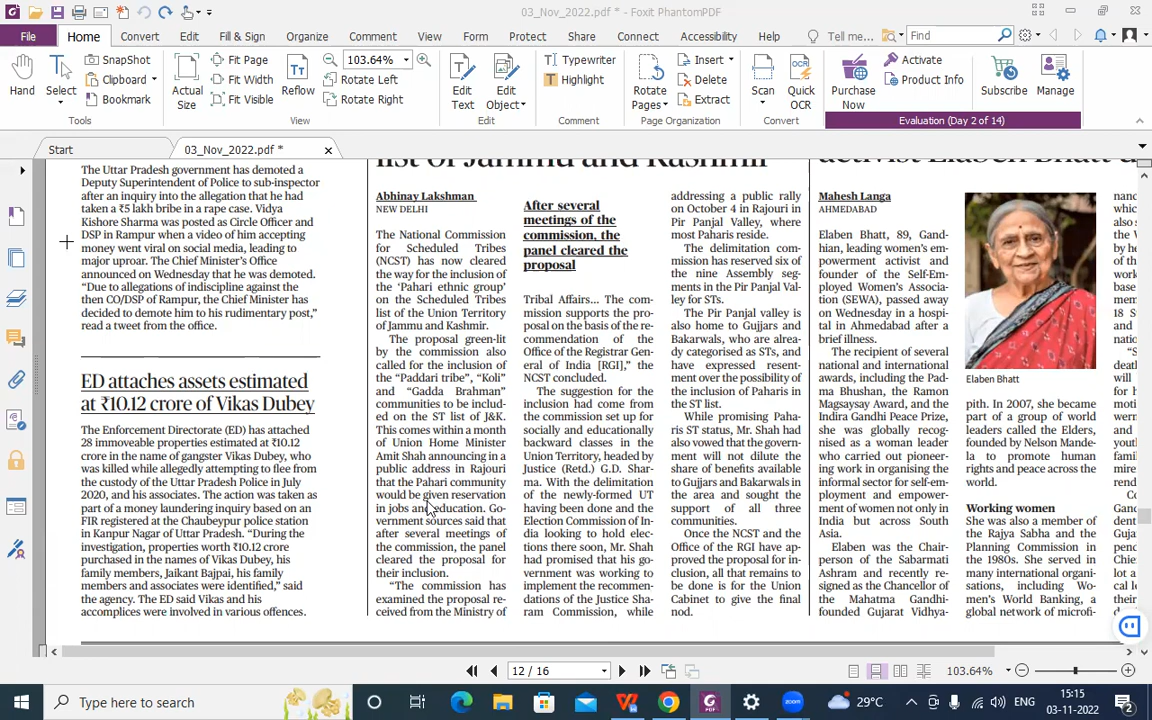 03_Nov_2022.pdf * - Foxit PhantomPDF
File
Home
Convert
Edit
Fill & Sign
Organize
Comment
View
Form
Protect
Share
Connect
Accessibility
Help
Tell me...
Find
Hand
Select
SnapShot
Clipboard
Bookmark
Tools
Actual
Size
Fit Page
Fit Width
Fit Visible
Reflow
103.64%
Rotate Left
Rotate Right
View
Edit
Text
Edit
Object
Edit
Typewriter
Highlight
Comment
Rotate
Pages
Insert
Delete
Extract
Page Organization
Scan
Quick
OCR
Convert
Purchase
Now
Activate
Product Info
Subscribe
Manage
Evaluation (Day 2 of 14)
Start
03_Nov_2022.pdf *
The Uttar Pradesh government has demoted a
Deputy Superintendent of Police to sub-inspector
after an inquiry into the allegation that he had
taken a ₹5 lakh bribe in a rape case. Vidya
Kishore Sharma was posted as Circle Officer and
DSP in Rampur when a video of him accepting
money went viral on social media, leading to
major uproar. The Chief Minister's Office
announced on Wednesday that he was demoted.
"Due to allegations of indiscipline against the
then CO/DSP of Rampur, the Chief Minister has
decided to demote him to his rudimentary post,"
read a tweet from the office.
ED attaches assets estimated
at ₹10.12 crore of Vikas Dubey
The Enforcement Directorate (ED) has attached
28 immoveable properties estimated at ₹10.12
crore in the name of gangster Vikas Dubey, who
was killed while allegedly attempting to flee from
the custody of the Uttar Pradesh Police in July
2020, and his associates. The action was taken as
part of a money laundering inquiry based on an
FIR registered at the Chaubeypur police station
in Kanpur Nagar of Uttar Pradesh. "During the
investigation, properties worth ₹10.12 crore
purchased in the names of Vikas Dubey, his
family members, Jaikant Bajpai, his family
members and associates were identified," said
the agency. The ED said Vikas and his
accomplices were involved in various offences.
list of Jammu and Kashmir
Abhinay Lakshman
NEW DELHI
The National Commission
for Scheduled Tribes
(NCST) has now cleared
the way for the inclusion of
the 'Pahari ethnic group'
on the Scheduled Tribes
list of the Union Territory
of Jammu and Kashmir.
The proposal green-lit
by the commission also
called for the inclusion of
the "Paddari tribe", "Koli"
and "Gadda Brahman"
communities to be includ-
ed on the ST list of J&K.
This comes within a month
of Union Home Minister
Amit Shah announcing in a
public address in Rajouri
that the Pahari community
would be given reservation
in jobs and education. Go-
vernment sources said that
after several meetings of
the commission, the panel
cleared the proposal for
their inclusion.
"The commission has
examined the proposal re-
ceived from the Ministry of
After several
meetings of the
commission, the
panel cleared the
proposal
Tribal Affairs... The com-
mission supports the pro-
posal on the basis of the re-
commendation of the
Office of the Registrar Gen-
eral of India [RGI]," the
NCST concluded.
The suggestion for the
inclusion had come from
the commission set up for
socially and educationally
backward classes in the
Union Territory, headed by
Justice (Retd.) G.D. Shar-
ma. With the delimitation
of the newly-formed UT
having been done and the
Election Commission of In-
dia looking to hold elec-
tions there soon, Mr. Shah
had promised that his go-
vernment was working to
implement the recommen-
dations of the Justice Sha-
ram Commission, while
addressing a public rally
on October 4 in Rajouri in
Pir Panjal Valley, where
most Paharis reside.
The delimitation com-
mission has reserved six of
the nine Assembly seg-
ments in the Pir Panjal Val-
ley for STs.
The Pir Panjal valley is
also home to Gujjars and
Bakarwals, who are alrea-
dy categorised as STs, and
have expressed resent-
ment over the possibility of
the inclusion of Paharis in
the ST list.
While promising Paha-
ris ST status, Mr. Shah had
also vowed that the govern-
ment will not dilute the
share of benefits available
to Gujjars and Bakarwals in
the area and sought the
support of all three
communities.
Once the NCST and the
Office of the RGI have ap-
proved the proposal for in-
clusion, all that remains to
be done is for the Union
Cabinet to give the final
nod.
activist Elaben Bhatt d
Mahesh Langa
AHMEDABAD
Elaben Bhatt, 89, Gand-
hian, leading women's em-
powerment activist and
founder of the Self-Em-
ployed Women's Associa-
tion (SEWA), passed away
on Wednesday in a hospi-
tal in Ahmedabad after a
brief illness.
The recipient of several
national and international
awards, including the Pad-
ma Bhushan, the Ramon
Magsaysay Award, and the
Indira Gandhi Peace Prize,
she was globally recog-
nised as a woman leader
who carried out pioneer-
ing work in organising the
informal sector for self-em-
ployment and empower-
ment of women not only in
India but across South
Asia.
Elaben was the Chair-
person of the Sabarmati
Ashram and recently re-
signed as the Chancellor of
the Mahatma Gandhi-
founded Gujarat Vidhya-
Elaben Bhatt
pith. In 2007, she became
part of a group of world
leaders called the Elders,
founded by Nelson Mande-
la to promote human
rights and peace across the
world.
Working women
She was also a member of
the Rajya Sabha and the
Planning Commission in
the 1980s. She served in
many international organi-
sations, including Wo-
men's World Banking, a
global network of microfi-
nanc
which
also
the W
by he
of th
work
base
mem
18 S
and
natio
"S
death
will
for h
moti
wern
and
yout
fami
mire
rend
Co
Gand
dent
Guja
pend
Chie
lot a
cal l
their
invol
12 / 16
103.64%
Type here to search
29°C
ENG
15:15
03-11-2022
2